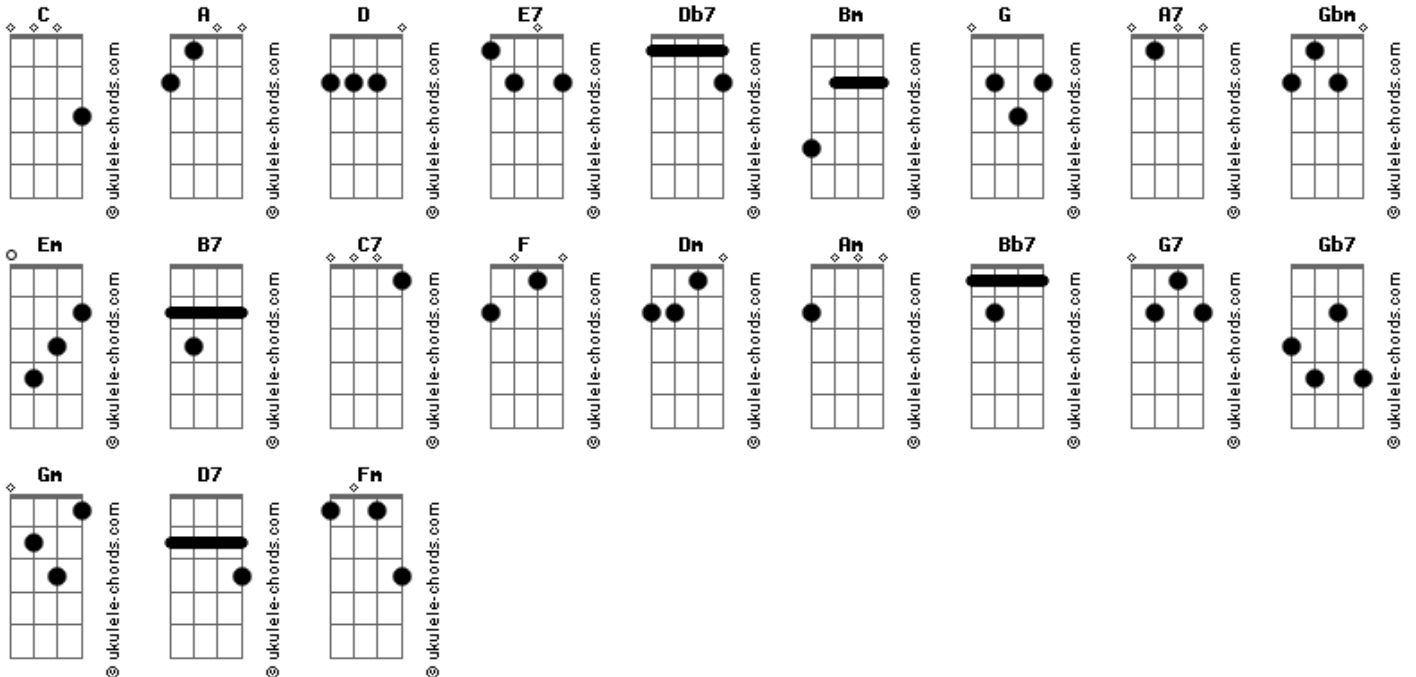 C A D E7 Db7 Bm G A7 Gbm
© ukulele-chords.com © ukulele-chords.com © ukulele-chords.com © ukulele-chords.com © ukulele-chords.com © ukulele-chords.com © ukulele-chords.com © ukulele-chords.com © ukulele-chords.com
Em B7 C7 F Dm Am Bb7 G7 Gb7
© ukulele-chords.com © ukulele-chords.com © ukulele-chords.com © ukulele-chords.com © ukulele-chords.com © ukulele-chords.com © ukulele-chords.com © ukulele-chords.com © ukulele-chords.com
Gm D7 Fm
© ukulele-chords.com © ukulele-chords.com © ukulele-chords.com